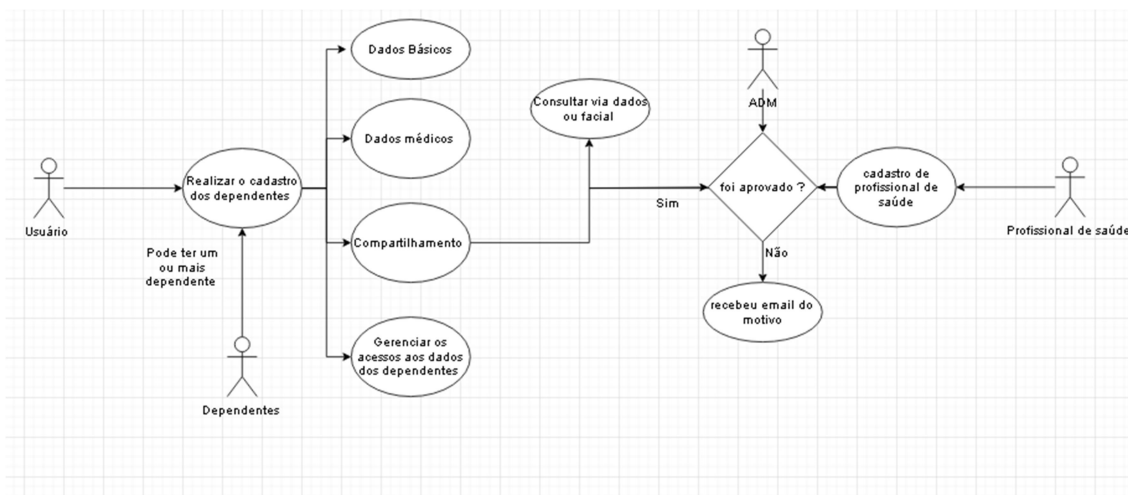 Dados Básicos
Dados médicos
Consultar via dados
ou facial
ADM
Realizar o cadastro
dos dependentes
foi aprovado ?
cadastro de
profissional de
saúde
Sim
Usuário
Profissional de saúde
Pode ter um
ou mais
dependente
Compartilhamento
Não
recebeu email do
motivo
Gerenciar os
acessos aos dados
dos dependentes
Dependentes